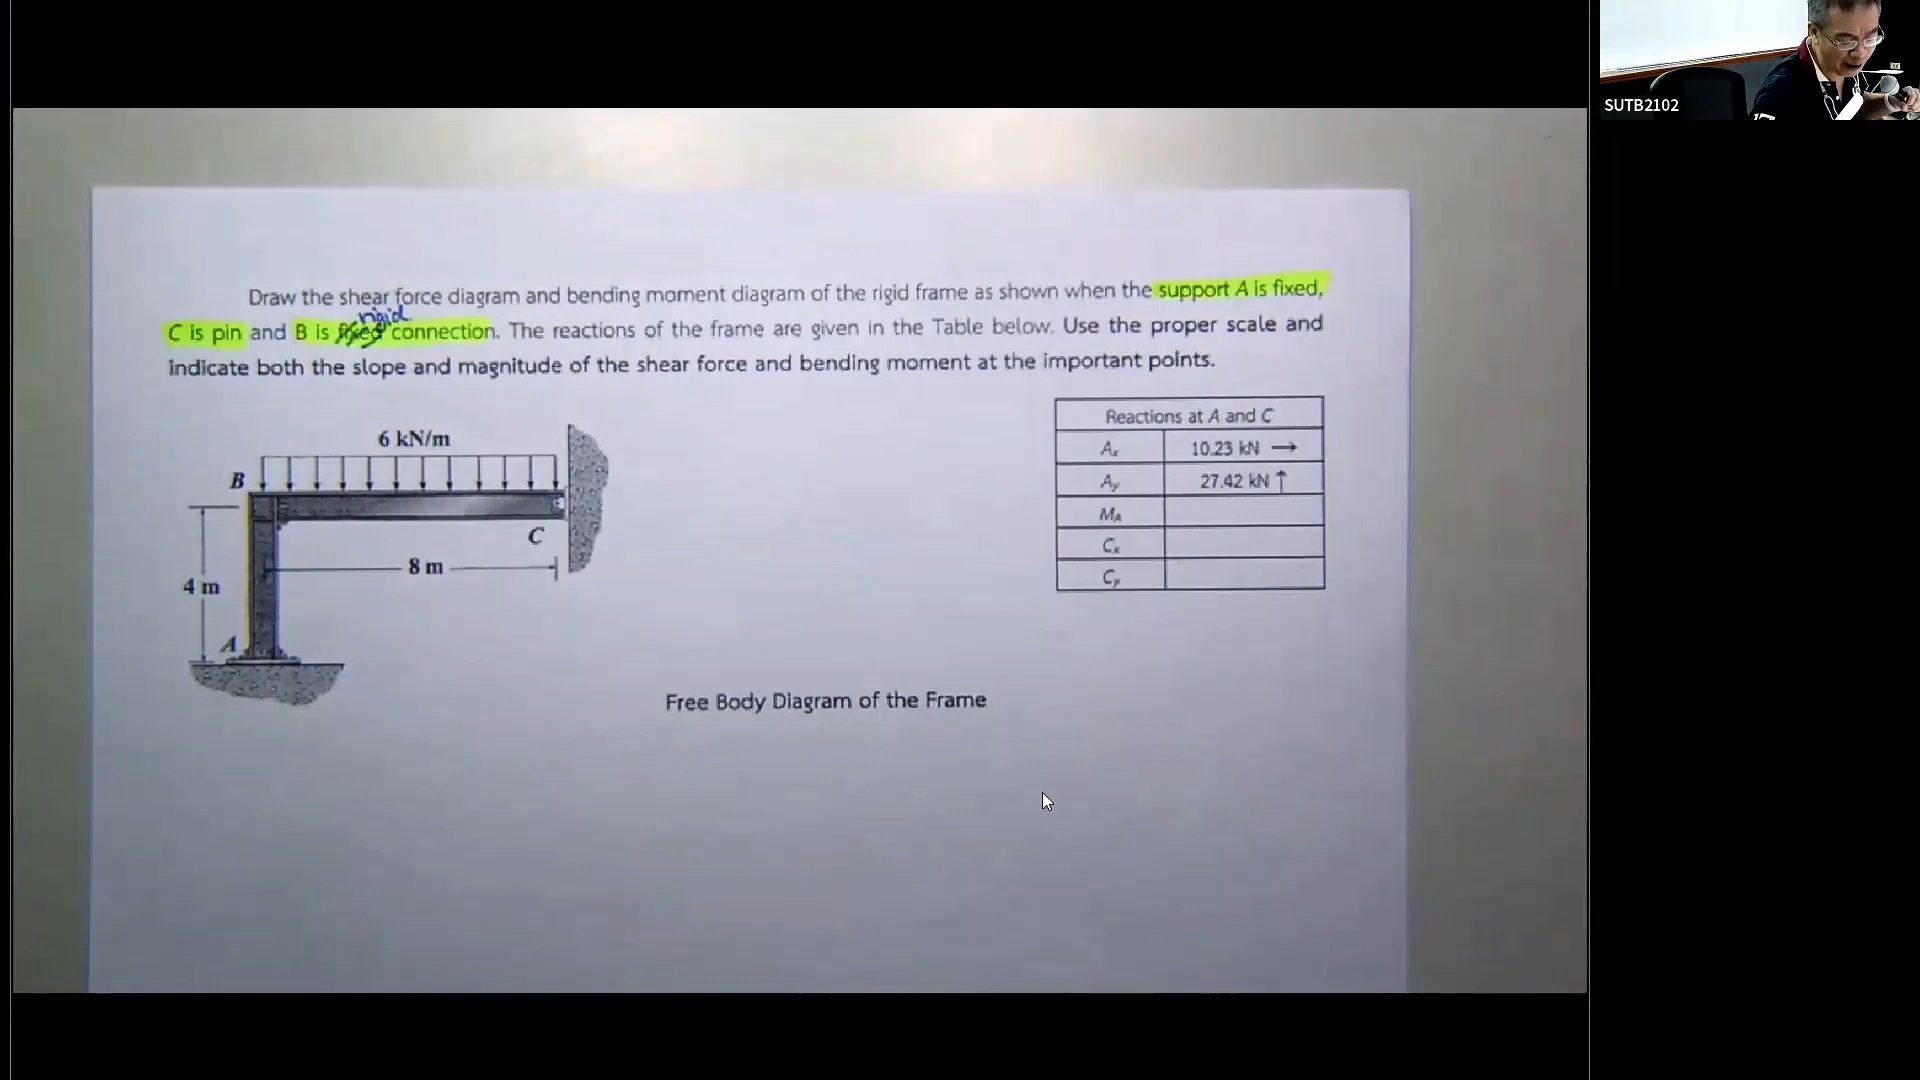 SUTB2102
Draw the shear force diagram and bending moment diagram of the rigid frame as shown when the support A is fixed,
rigid
C is pin and B is fixed connection. The reactions of the frame are given in the Table below. Use the proper scale and
indicate both the slope and magnitude of the shear force and bending moment at the important points.
6 kN/m
B
C
8 m
4 m
A
Reactions at A and C
Ax 10.23 kN →
Ay 27.42 kN ↑
MA
Cx
Cy
Free Body Diagram of the Frame